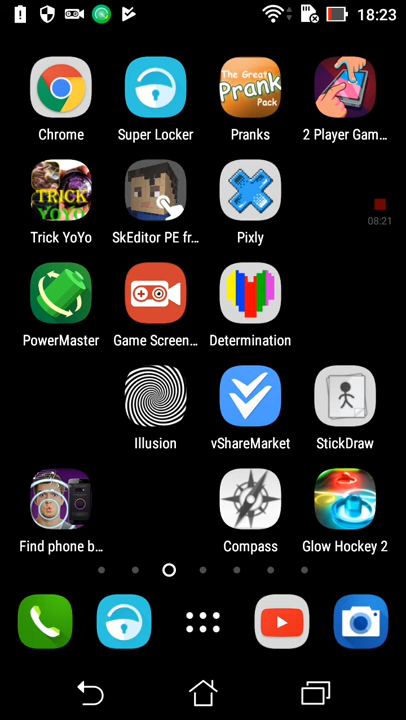 18:23
The Great
Prank
Pack
Chrome
Super Locker
Pranks
2 Player Gam...
TRICK
YOYO
Trick YoYo
SkEditor PE fr...
Pixly
08:21
PowerMaster
Game Screen...
Determination
Illusion
vShareMarket
StickDraw
Find phone b...
Compass
Glow Hockey 2